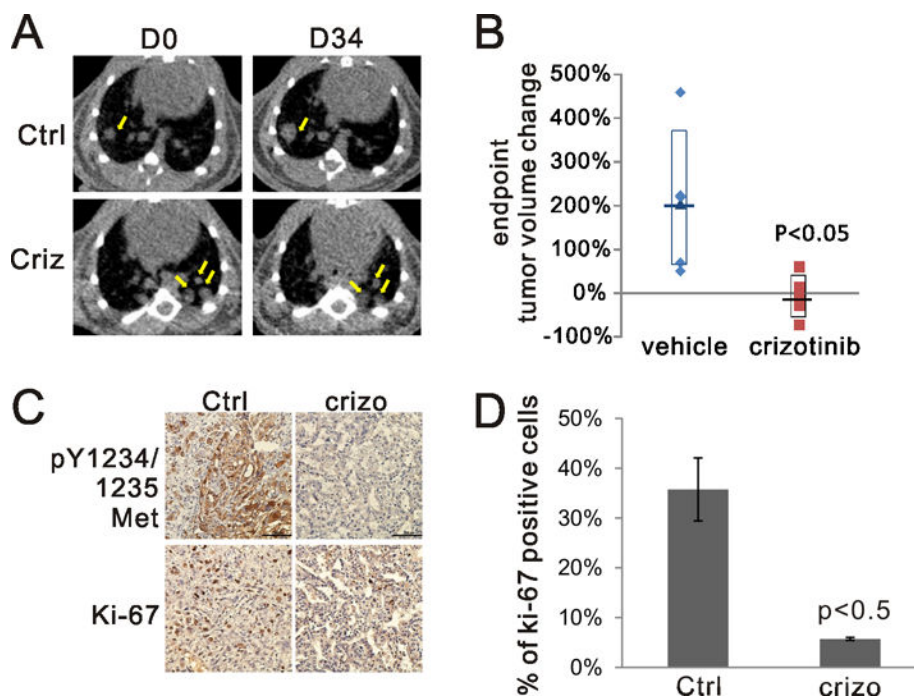 A
D0
D34
Ctrl
Criz
B
endpoint
tumor volume change
500%
400%
300%
200%
100%
0%
-100%
P<0.05
vehicle
crizotinib
C
Ctrl
crizo
pY1234/
1235
Met
Ki-67
D
% of ki-67 positive cells
50%
40%
30%
20%
10%
0%
p<0.5
Ctrl
crizo